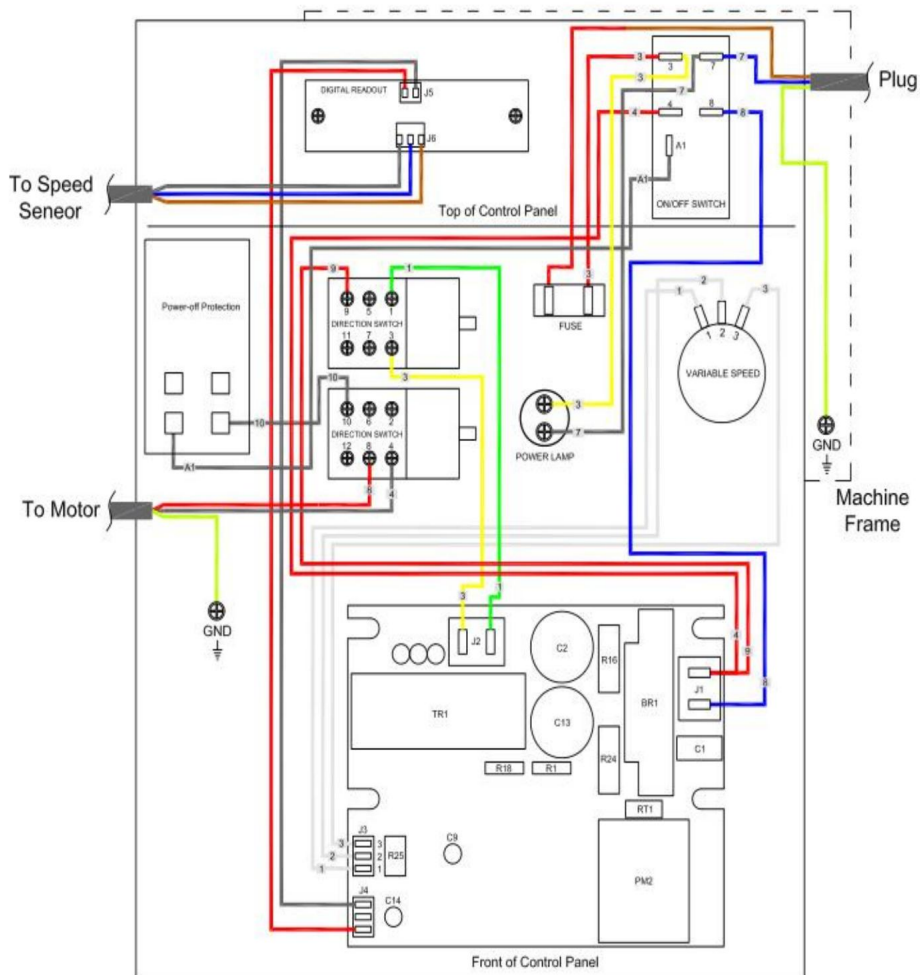 DIGITAL READOUT
J5
J6
3
3
7
7
3
3
7
4
4
8
8
A1
A1
ON/OFF SWITCH
Plug
To Speed
Seneor
Top of Control Panel
Power-off Protection
9
1
9
5
1
DIRECTION SWITCH
11
7
3
3
3
FUSE
1
2
3
1
2
3
VARIABLE SPEED
10
10
10
6
2
DIRECTION SWITCH
12
8
4
A1
8
4
3
7
POWER LAMP
GND
To Motor
Machine
Frame
GND
3
1
J2
C2
R16
BR1
4
9
J1
8
TR1
C13
R24
C1
R18
R1
RT1
J3
3
3
2
2
1
1
R25
C9
PM2
J4
C14
Front of Control Panel